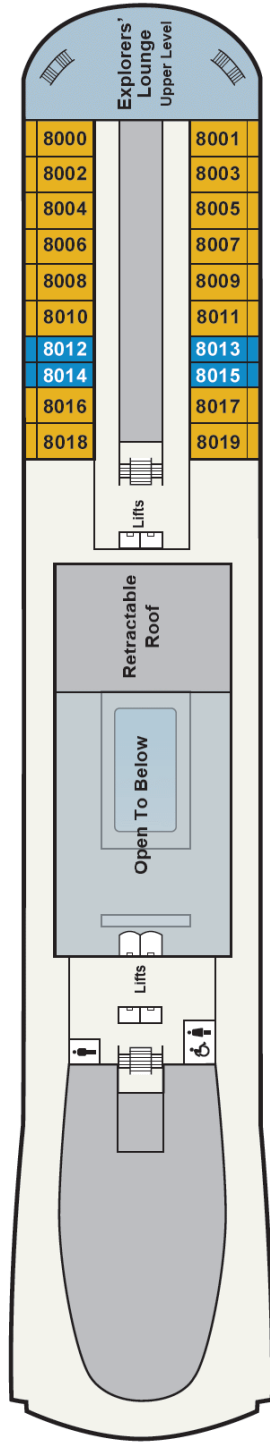 Explorers'
Lounge
Upper Level
8000 8001
8002 8003
8004 8005
8006 8007
8008 8009
8010 8011
8012 8013
8014 8015
8016 8017
8018 8019
Lifts
Retractable
Roof
Open To Below
Lifts